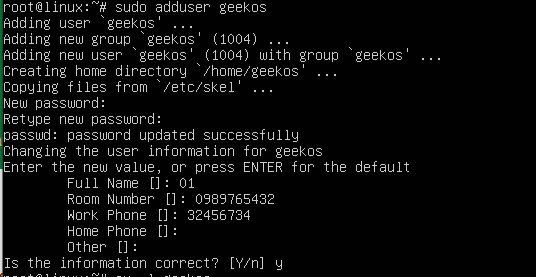 root@linux:~# sudo adduser geekos
Adding user `geekos' ...
Adding new group `geekos' (1004) ...
Adding new user `geekos' (1004) with group `geekos' ...
Creating home directory `/home/geekos' ...
Copying files from `/etc/skel' ...
New password:
Retype new password:
passwd: password updated successfully
Changing the user information for geekos
Enter the new value, or press ENTER for the default
Full Name []: 01
Room Number []: 0989765432
Work Phone []: 32456734
Home Phone []:
Other []:
Is the information correct? [Y/n] y
root@linux:~#